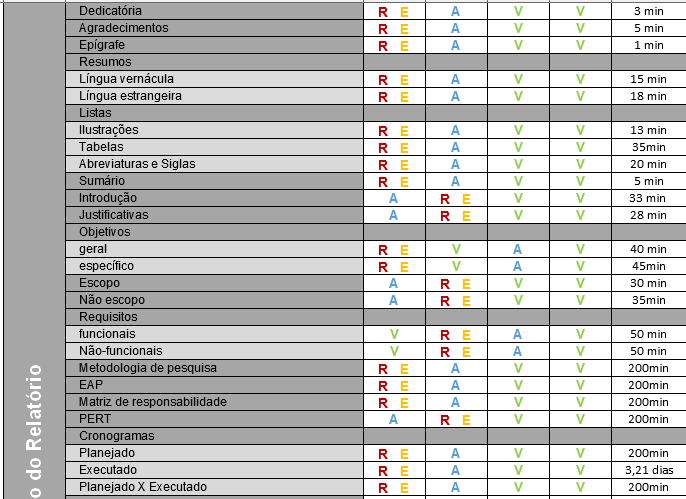 Dedicatória R E A V V 3 min
Agradecimentos R E A V V 5 min
Epígrafe R E A V V 1 min
Resumos
Língua vernácula R E A V V 15 min
Língua estrangeira R E A V V 18 min
Listas
Ilustrações R E A V V 13 min
Tabelas R E A V V 35min
Abreviaturas e Siglas R E A V V 20 min
Sumário R E A V V 5 min
Introdução A R E V V 33 min
Justificativas A R E V V 28 min
Objetivos
geral R E V A V 40 min
específico R E V A V 45min
Escopo A R E V V 30 min
Não escopo A R E V V 35min
Requisitos
funcionais V R E A V 50 min
Não-funcionais V R E A V 50 min
Metodologia de pesquisa R E A V V 200min
EAP R E A V V 200min
Matriz de responsabilidade R E A V V 200min
PERT A R E V V 200min
Cronogramas
Planejado R E A V V 200min
Executado R E A V V 3,21 dias
Planejado X Executado R E A V V 200min
o do Relatório